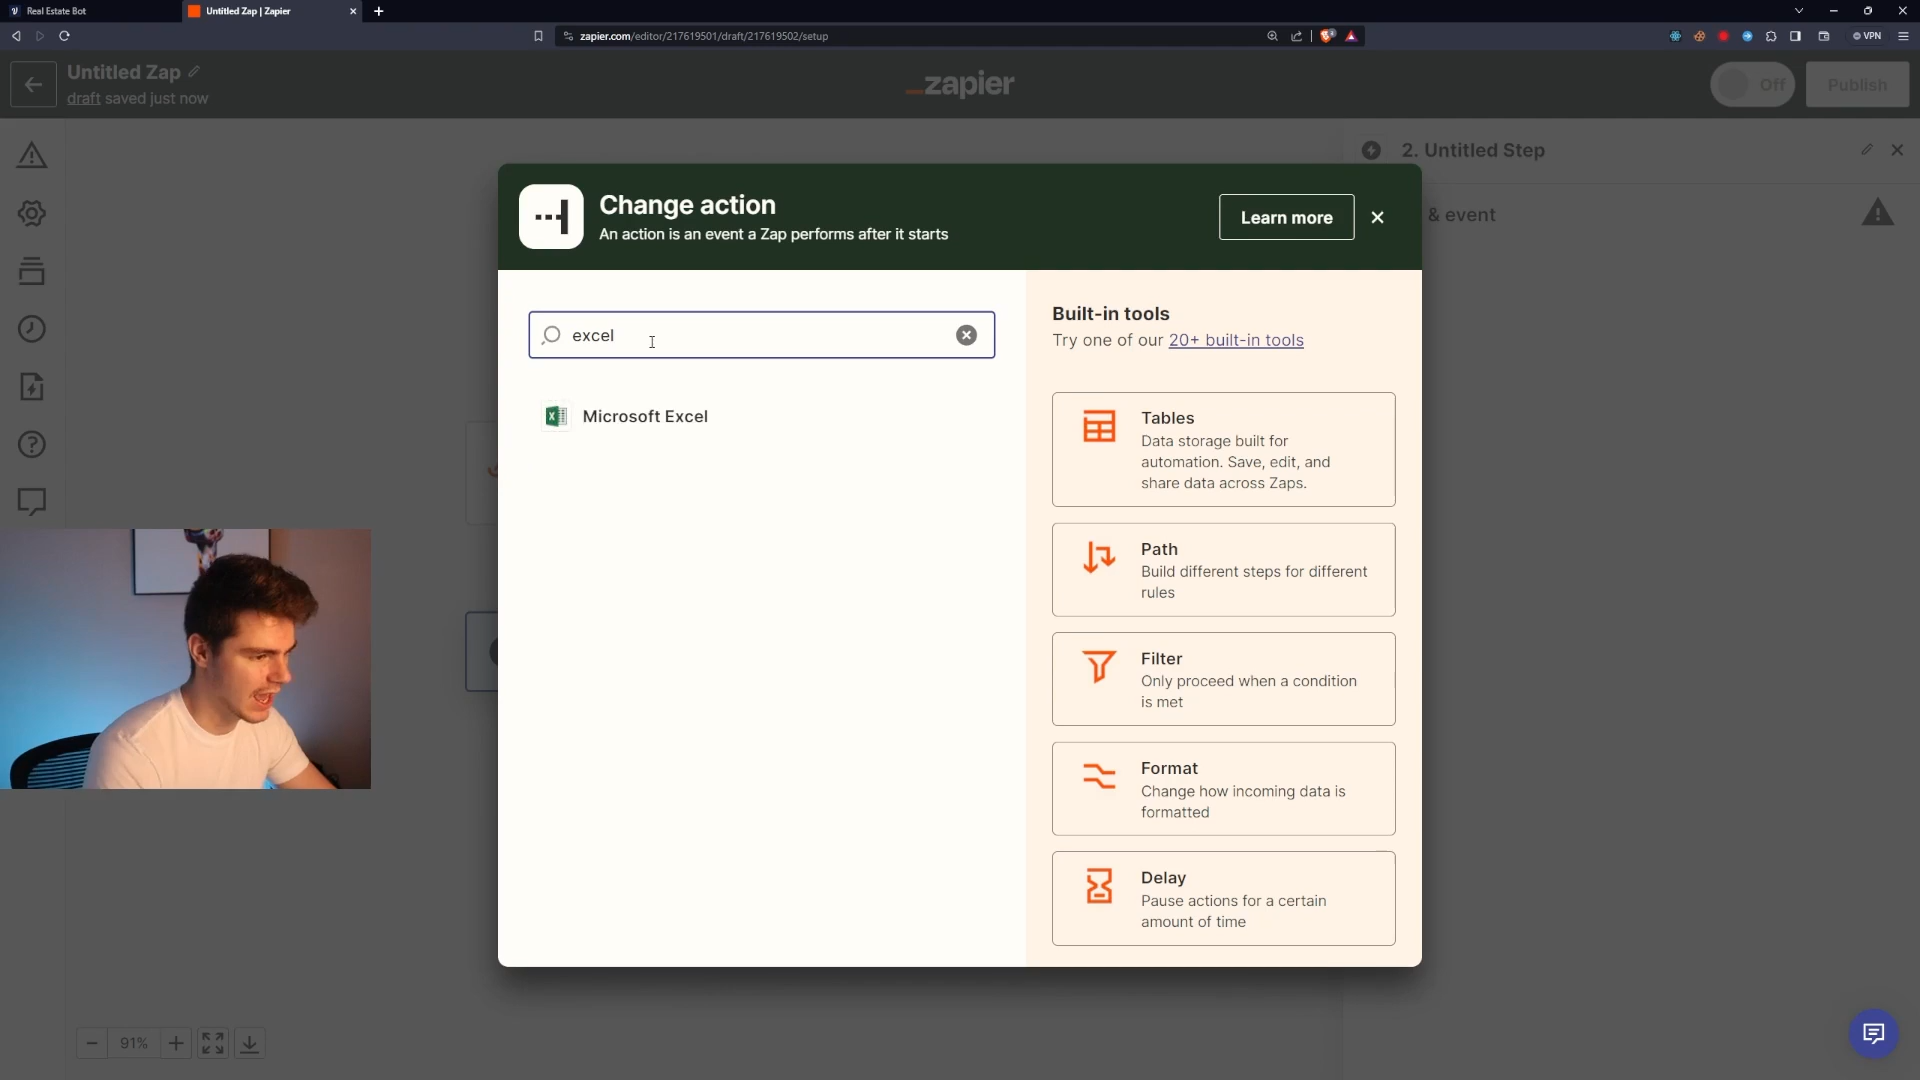 Real Estate Bot
Untitled Zap | Zapier
zapier.com/editor/217619501/draft/217619502/setup
VPN
Untitled Zap
draft saved just now
zapier
Off
Publish
2. Untitled Step
& event
Change action
An action is an event a Zap performs after it starts
Learn more
excel
Microsoft Excel
Built-in tools
Try one of our 20+ built-in tools
Tables
Data storage built for
automation. Save, edit, and
share data across Zaps.
Path
Build different steps for different
rules
Filter
Only proceed when a condition
is met
Format
Change how incoming data is
formatted
Delay
Pause actions for a certain
amount of time
91%